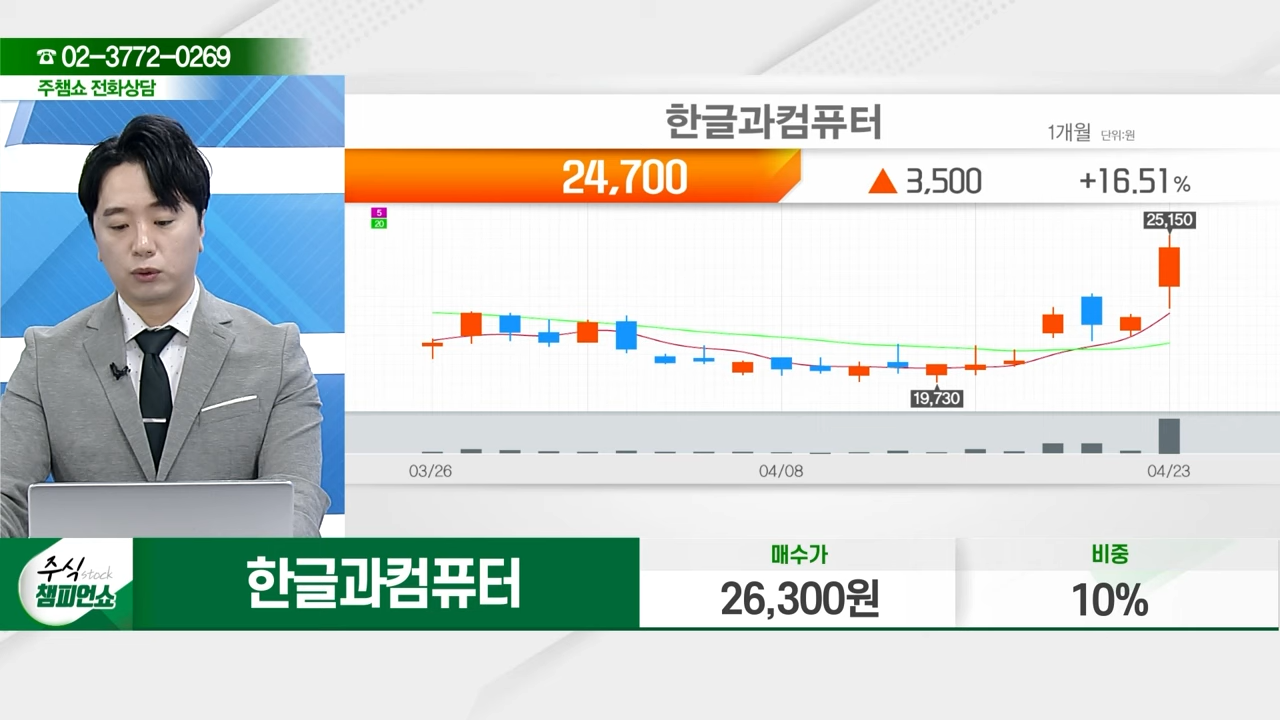 ☎ 02-3772-0269
주챔쇼 전화상담
한글과컴퓨터
1개월 단위:원
24,700
▲ 3,500
+16.51%
5
20
25,150
19,730
03/26
04/08
04/23
주식 stock
챔피언쇼
한글과컴퓨터
매수가
26,300원
비중
10%